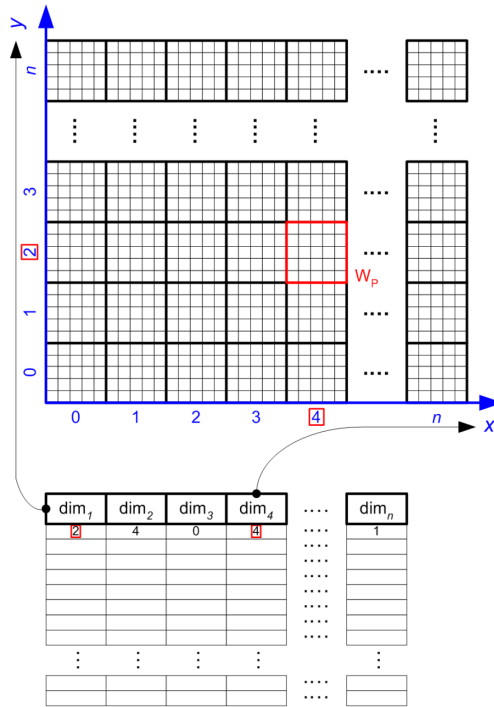 y
n
....
3
....
2
....
W_P
1
....
0
....
0 1 2 3 4 n
x
dim_1 dim_2 dim_3 dim_4 .... dim_n
2 4 0 4 .... 1